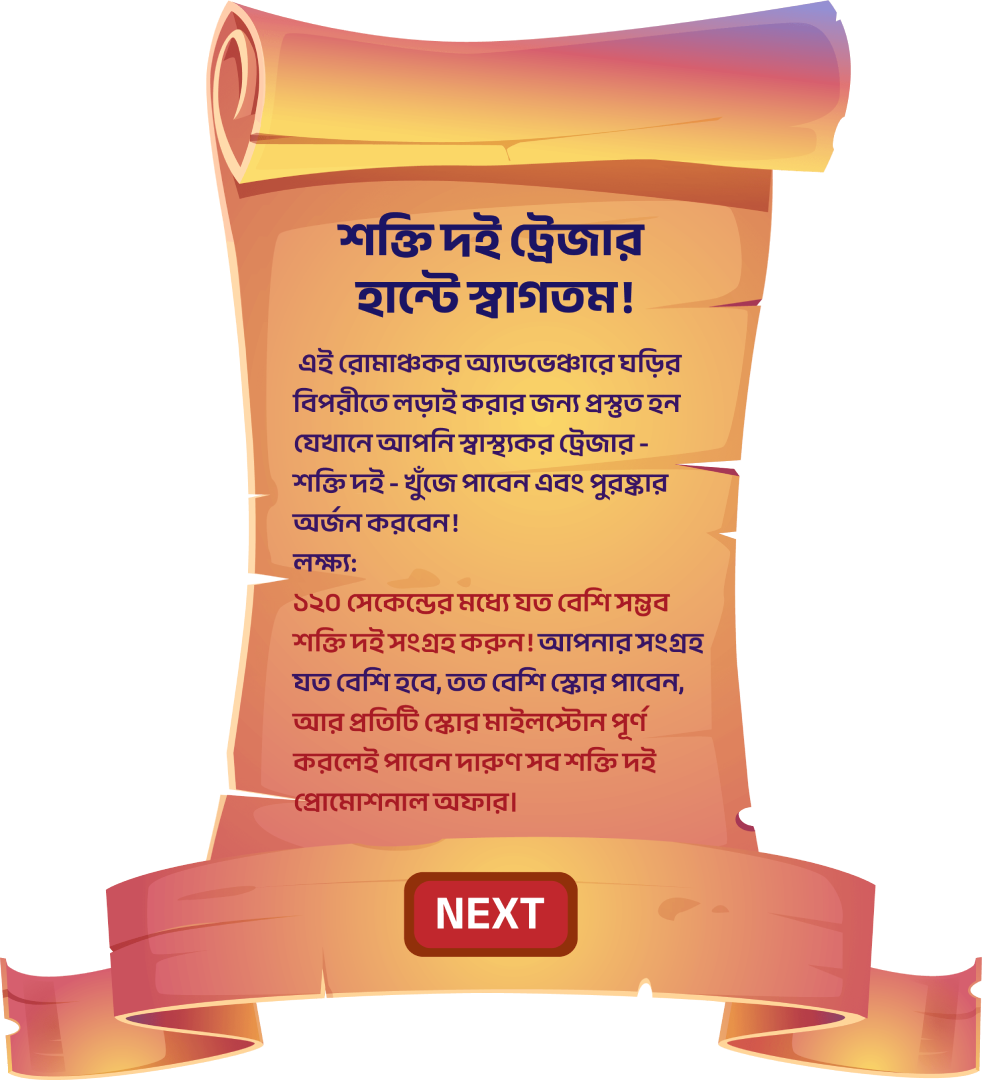 শক্তি দই ট্রেজার
হান্টে স্বাগতম!
এই রোমাঞ্চকর অ্যাডভেঞ্চারে ঘড়ির
বিপরীতে লড়াই করার জন্য প্রস্তুত হন
যেখানে আপনি স্বাস্থ্যকর ট্রেজার -
শক্তি দই - খুঁজে পাবেন এবং পুরষ্কার
অর্জন করবেন!
লক্ষ্য:
১২০ সেকেন্ডের মধ্যে যত বেশি সম্ভব
শক্তি দই সংগ্রহ করুন! আপনার সংগ্রহ
যত বেশি হবে, তত বেশি স্কোর পাবেন,
আর প্রতিটি স্কোর মাইলস্টোন পূর্ণ
করলেই পাবেন দারুণ সব শক্তি দই
প্রোমোশনাল অফার।
NEXT